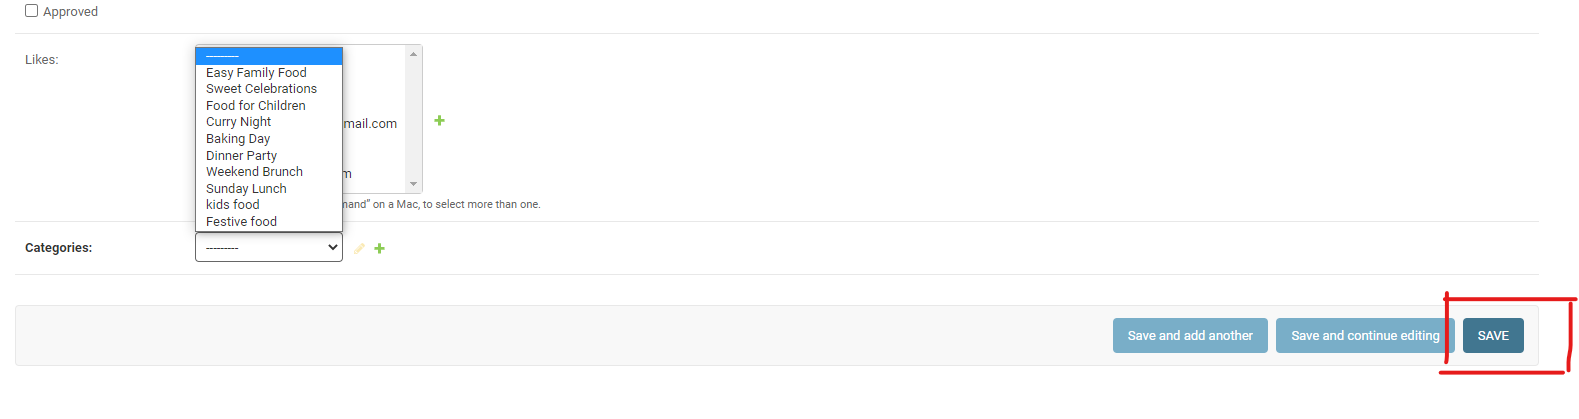 Approved
Likes:
---------
Easy Family Food
Sweet Celebrations
Food for Children
Curry Night
Baking Day
Dinner Party
Weekend Brunch
Sunday Lunch
kids food
Festive food
mail.com
m
mand” on a Mac, to select more than one.
Categories:
---------
Save and add another
Save and continue editing
SAVE